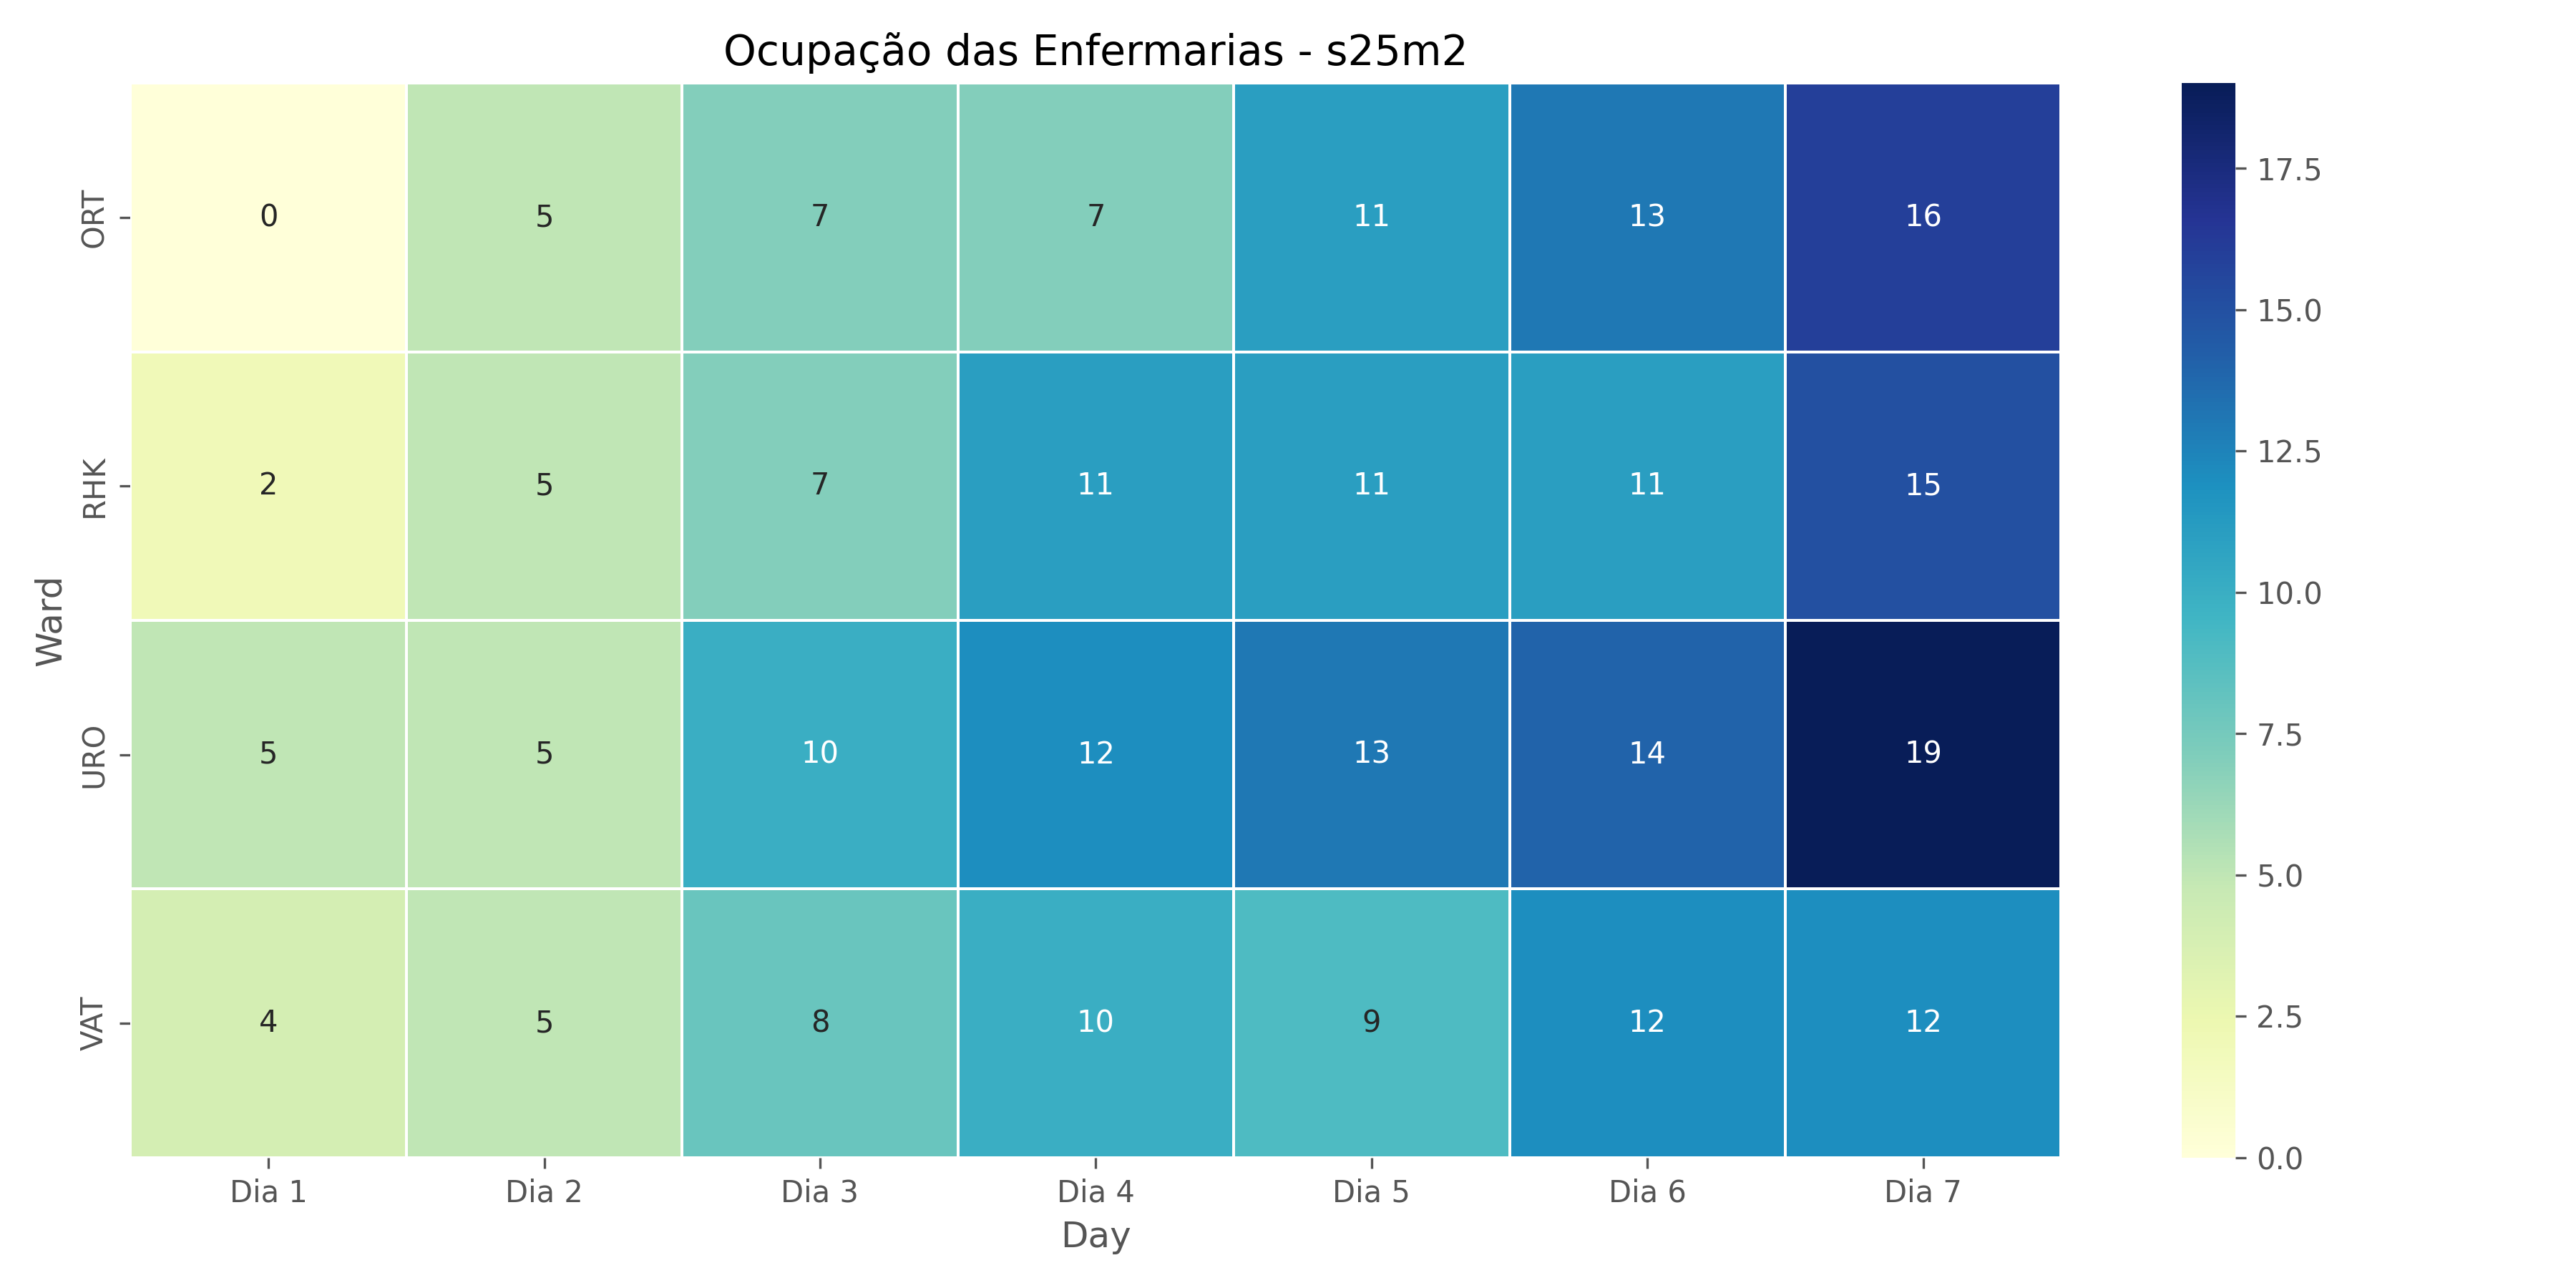 Ocupação das Enfermarias - s25m2
Ward
ORT 0 5 7 7 11 13 16
RHK 2 5 7 11 11 11 15
URO 5 5 10 12 13 14 19
VAT 4 5 8 10 9 12 12
Dia 1 Dia 2 Dia 3 Dia 4 Dia 5 Dia 6 Dia 7
Day
17.5
15.0
12.5
10.0
7.5
5.0
2.5
0.0